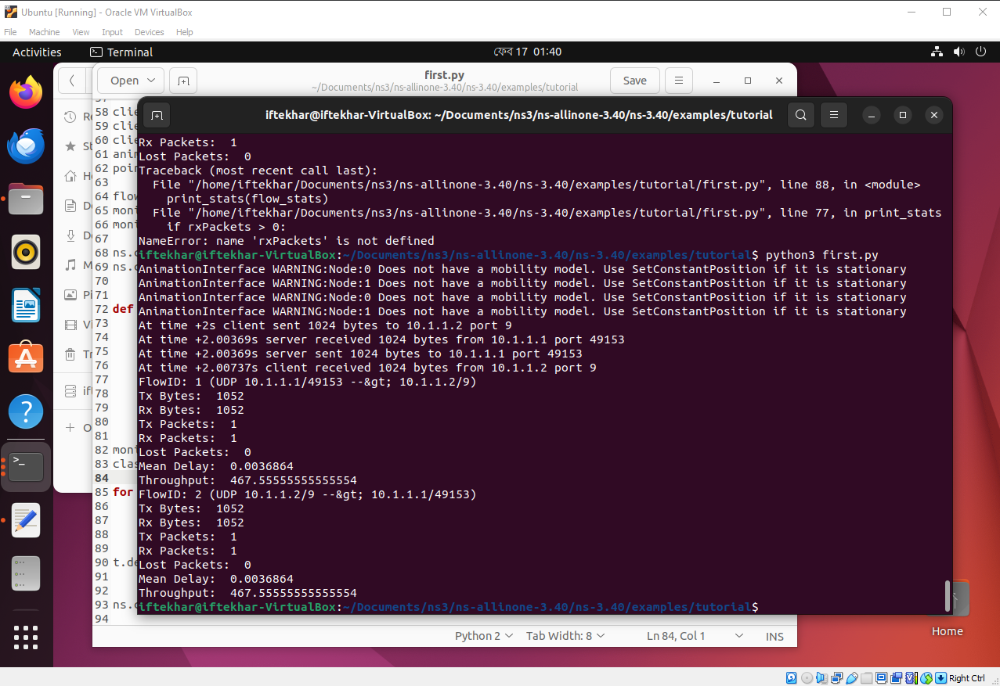 Ubuntu [Running] - Oracle VM VirtualBox
File Machine View Input Devices Help
Activities Terminal ফেব 17 01:40
Open first.py Save
~/Documents/ns3/ns-allinone-3.40/ns-3.40/examples/tutorial
iftekhar@iftekhar-VirtualBox: ~/Documents/ns3/ns-allinone-3.40/ns-3.40/examples/tutorial
58
59
60
61
62
63
64
65
66
67
68 ns.
69 ns.
70
71
72 def
73
74
75
76
77
78
79
80
81
82
83
84
85 for
86
87
88
89
90
91
92
93 ns.
94
Rx Packets:  1
Lost Packets:  0
Traceback (most recent call last):
  File "/home/iftekhar/Documents/ns3/ns-allinone-3.40/ns-3.40/examples/tutorial/first.py", line 88, in <module>
    print_stats(flow_stats)
  File "/home/iftekhar/Documents/ns3/ns-allinone-3.40/ns-3.40/examples/tutorial/first.py", line 77, in print_stats
    if rxPackets > 0:
NameError: name 'rxPackets' is not defined
iftekhar@iftekhar-VirtualBox:~/Documents/ns3/ns-allinone-3.40/ns-3.40/examples/tutorial$ python3 first.py
AnimationInterface WARNING:Node:0 Does not have a mobility model. Use SetConstantPosition if it is stationary
AnimationInterface WARNING:Node:1 Does not have a mobility model. Use SetConstantPosition if it is stationary
AnimationInterface WARNING:Node:0 Does not have a mobility model. Use SetConstantPosition if it is stationary
AnimationInterface WARNING:Node:1 Does not have a mobility model. Use SetConstantPosition if it is stationary
At time +2s client sent 1024 bytes to 10.1.1.2 port 9
At time +2.00369s server received 1024 bytes from 10.1.1.1 port 49153
At time +2.00369s server sent 1024 bytes to 10.1.1.1 port 49153
At time +2.00737s client received 1024 bytes from 10.1.1.2 port 9
FlowID: 1 (UDP 10.1.1.1/49153 --&gt; 10.1.1.2/9)
Tx Bytes:  1052
Rx Bytes:  1052
Tx Packets:  1
Rx Packets:  1
Lost Packets:  0
Mean Delay:  0.0036864
Throughput:  467.55555555555554
FlowID: 2 (UDP 10.1.1.2/9 --&gt; 10.1.1.1/49153)
Tx Bytes:  1052
Rx Bytes:  1052
Tx Packets:  1
Rx Packets:  1
Lost Packets:  0
Mean Delay:  0.0036864
Throughput:  467.55555555555554
iftekhar@iftekhar-VirtualBox:~/Documents/ns3/ns-allinone-3.40/ns-3.40/examples/tutorial$
Python 2 Tab Width: 8 Ln 84, Col 1 INS
Home
Right Ctrl